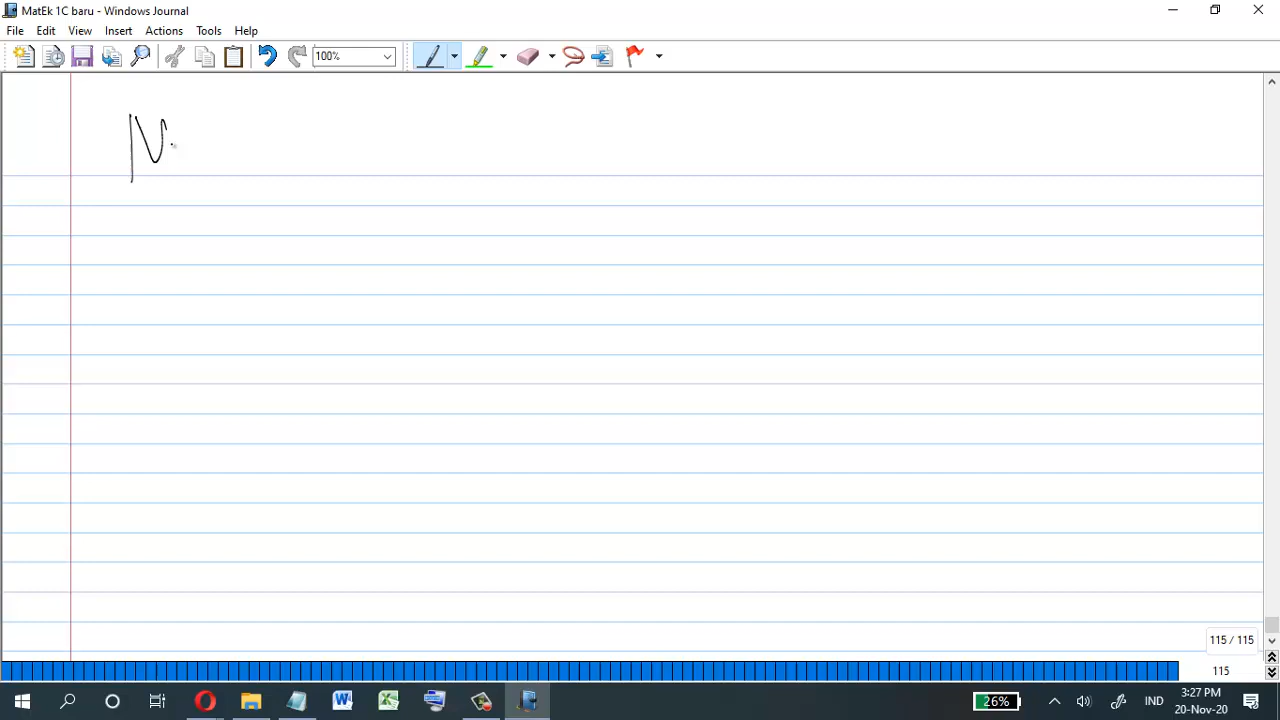 MatEk 1C baru - Windows Journal
File Edit View Insert Actions Tools Help
100%
N
115 / 115
115
26% IND 3:27 PM
20-Nov-20